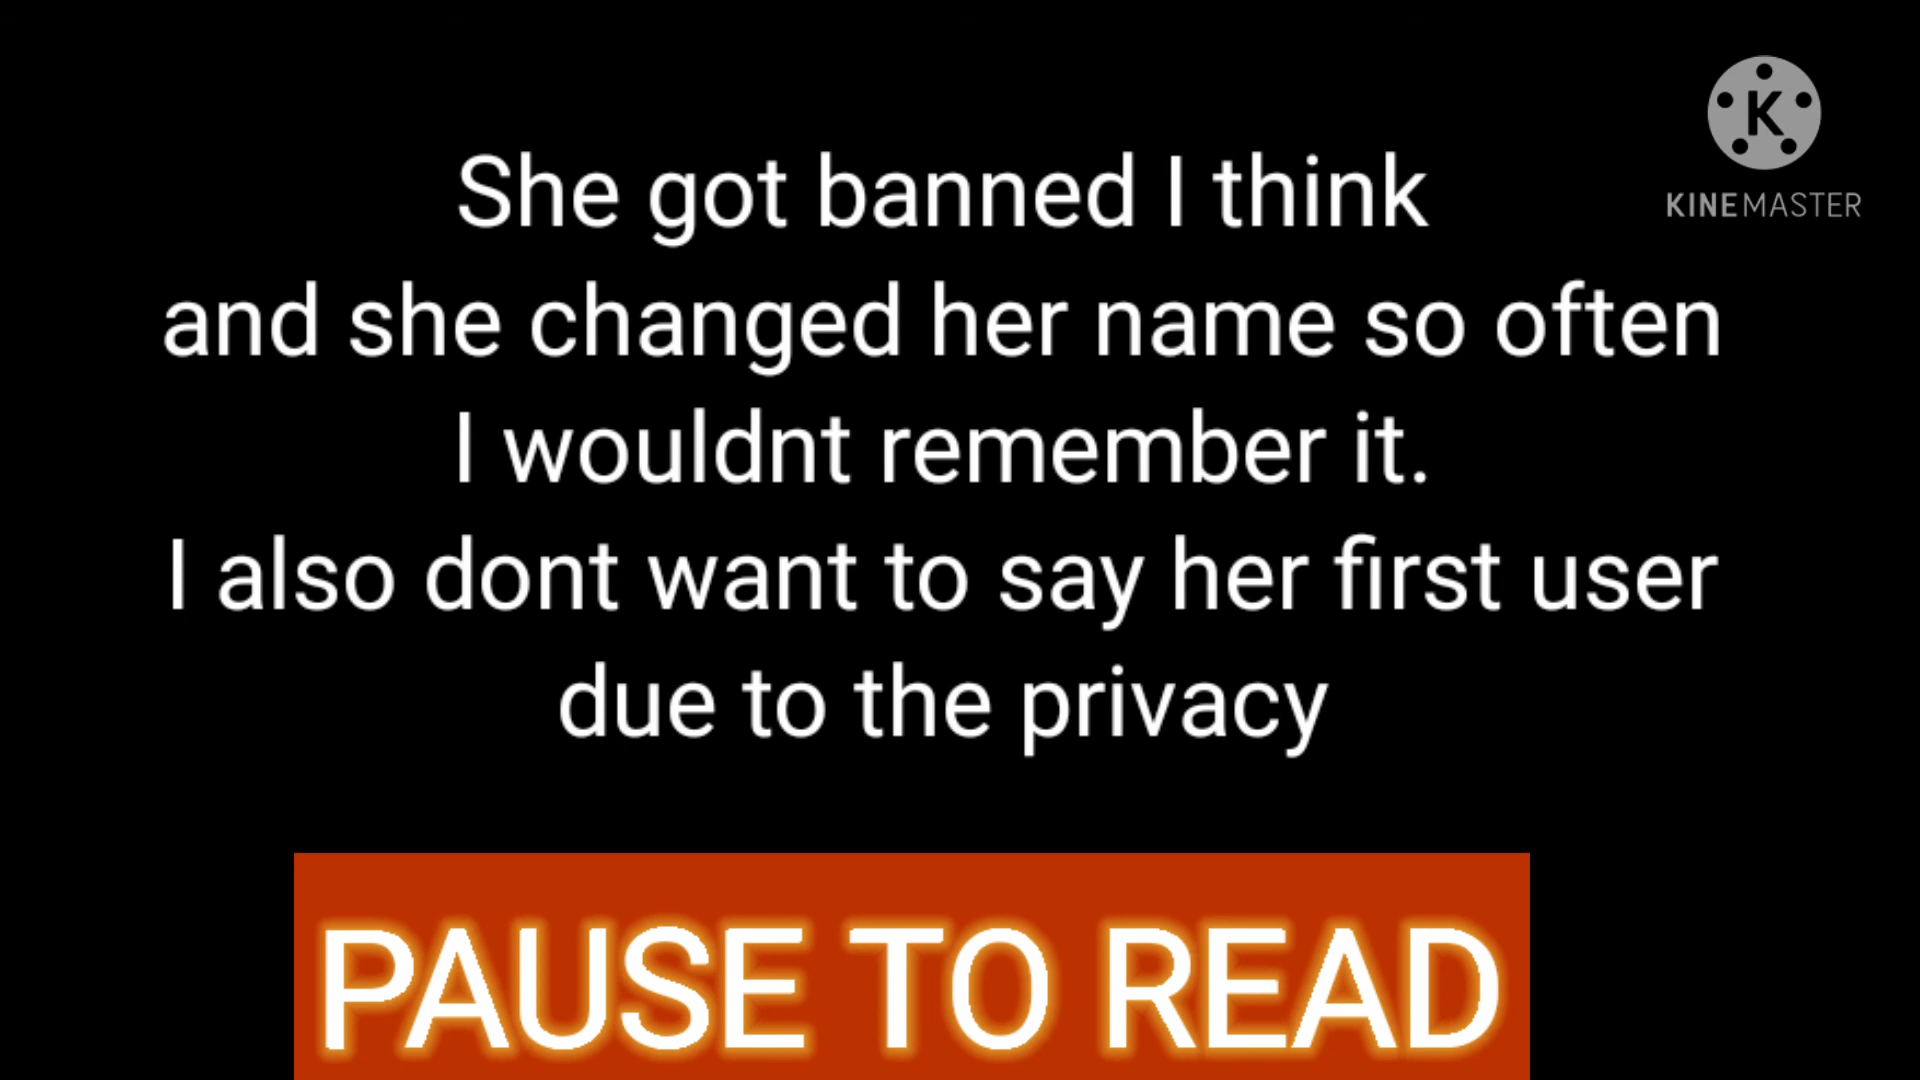 K
KINEMASTER
She got banned I think
and she changed her name so often
I wouldnt remember it.
I also dont want to say her first user
due to the privacy
PAUSE TO READ